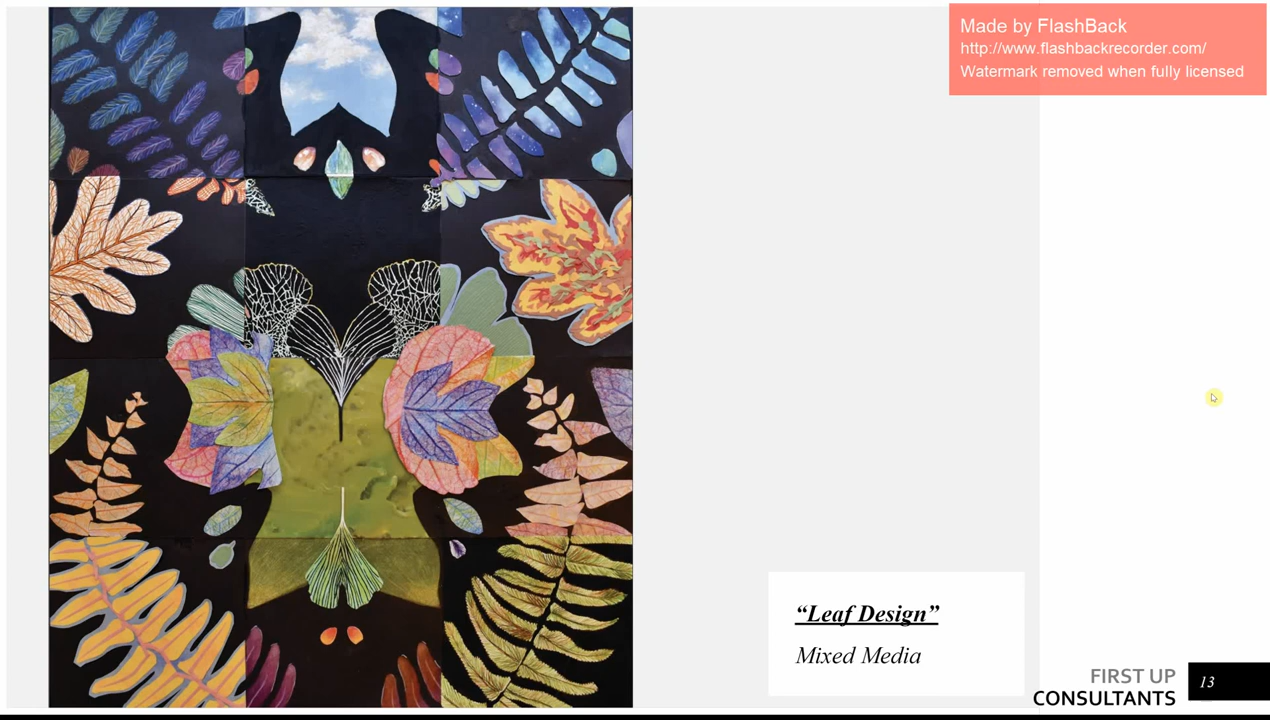 Made by FlashBack
http://www.flashbackrecorder.com/
Watermark removed when fully licensed
“Leaf Design”
Mixed Media
FIRST UP
CONSULTANTS
13